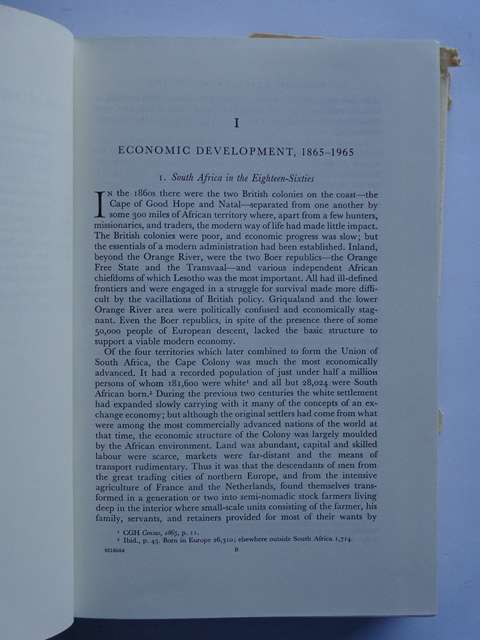 I
ECONOMIC DEVELOPMENT, 1865–1965
1. South Africa in the Eighteen-Sixties
IN the 1860s there were the two British colonies on the coast—the
Cape of Good Hope and Natal—separated from one another by
some 300 miles of African territory where, apart from a few hunters,
missionaries, and traders, the modern way of life had made little impact.
The British colonies were poor, and economic progress was slow; but
the essentials of a modern administration had been established. Inland,
beyond the Orange River, were the two Boer republics—the Orange
Free State and the Transvaal—and various independent African
chiefdoms of which Lesotho was the most important. All had ill-defined
frontiers and were engaged in a struggle for survival made more diffi-
cult by the vacillations of British policy. Griqualand and the lower
Orange River area were politically confused and economically stag-
nant. Even the Boer republics, in spite of the presence there of some
50,000 people of European descent, lacked the basic structure to
support a viable modern economy.
Of the four territories which later combined to form the Union of
South Africa, the Cape Colony was much the most economically
advanced. It had a recorded population of just under half a million
persons of whom 181,600 were white¹ and all but 28,024 were South
African born.² During the previous two centuries the white settlement
had expanded slowly carrying with it many of the concepts of an ex-
change economy; but although the original settlers had come from what
were among the most commercially advanced nations of the world at
that time, the economic structure of the Colony was largely moulded
by the African environment. Land was abundant, capital and skilled
labour were scarce, markets were far-distant and the means of
transport rudimentary. Thus it was that the descendants of men from
the great trading cities of northern Europe, and from the intensive
agriculture of France and the Netherlands, found themselves trans-
formed in a generation or two into semi-nomadic stock farmers living
deep in the interior where small-scale units consisting of the farmer, his
family, servants, and retainers provided for most of their wants by
¹ CGH Census, 1865, p. 11.
² Ibid., p. 45. Born in Europe 26,310; elsewhere outside South Africa 1,714.
B